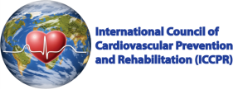 International Council of
Cardiovascular Prevention
and Rehabilitation (ICCPR)